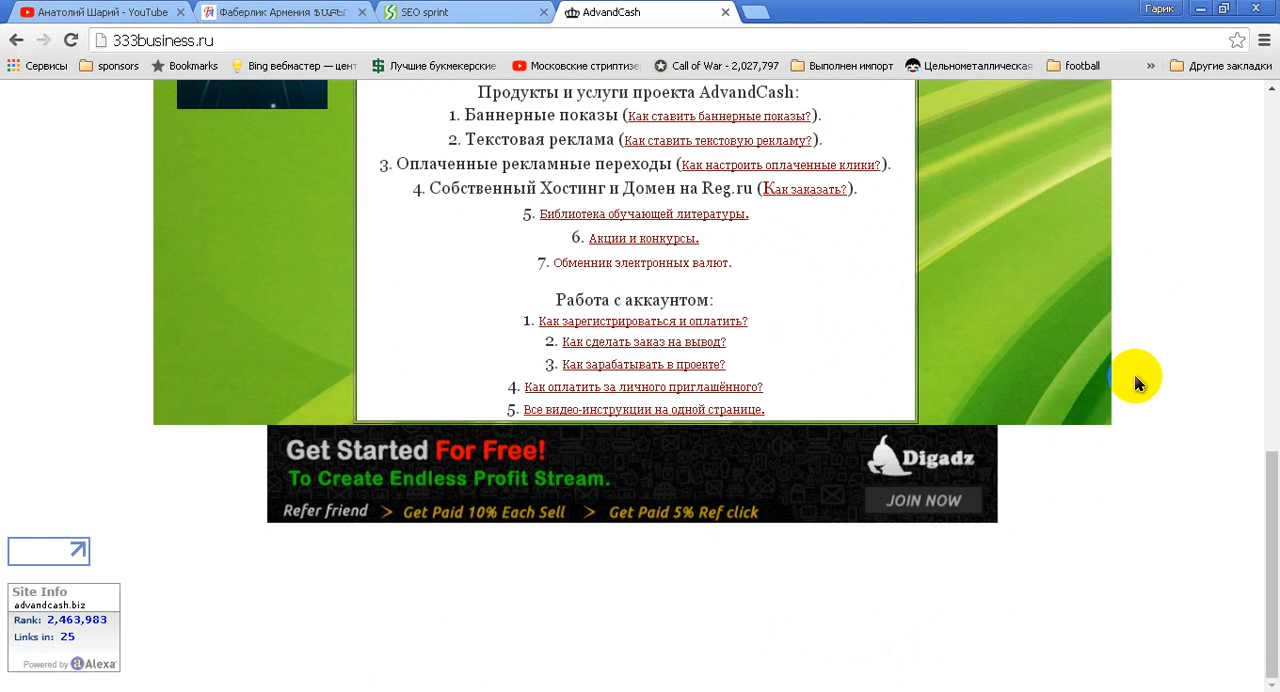 Анатолий Шарий - YouTube
Фаберлик Армения
SEO sprint
AdvandCash
Гарик
333business.ru
Сервисы
sponsors
Bookmarks
Bing вебмастер — цент
Лучшие букмекерские
Московские стриптизе
Call of War - 2,027,797
Выполнен импорт
Цельнометаллическая
football
»
Другие закладки
Продукты и услуги проекта AdvandCash:
1. Баннерные показы (Как ставить баннерные показы?).
2. Текстовая реклама (Как ставить текстовую рекламу?).
3. Оплаченные рекламные переходы (Как настроить оплаченные клики?).
4. Собственный Хостинг и Домен на Reg.ru (Как заказать?).
5. Библиотека обучающей литературы.
6. Акции и конкурсы.
7. Обменник электронных валют.
Работа с аккаунтом:
1. Как зарегистрироваться и оплатить?
2. Как сделать заказ на вывод?
3. Как зарабатывать в проекте?
4. Как оплатить за личного приглашённого?
5. Все видео-инструкции на одной странице.
Get Started For Free!
To Create Endless Profit Stream.
Refer friend > Get Paid 10% Each Sell > Get Paid 5% Ref click
Digadz
JOIN NOW
Site Info
advandcash.biz
Rank: 2,463,983
Links in: 25
Powered by Alexa